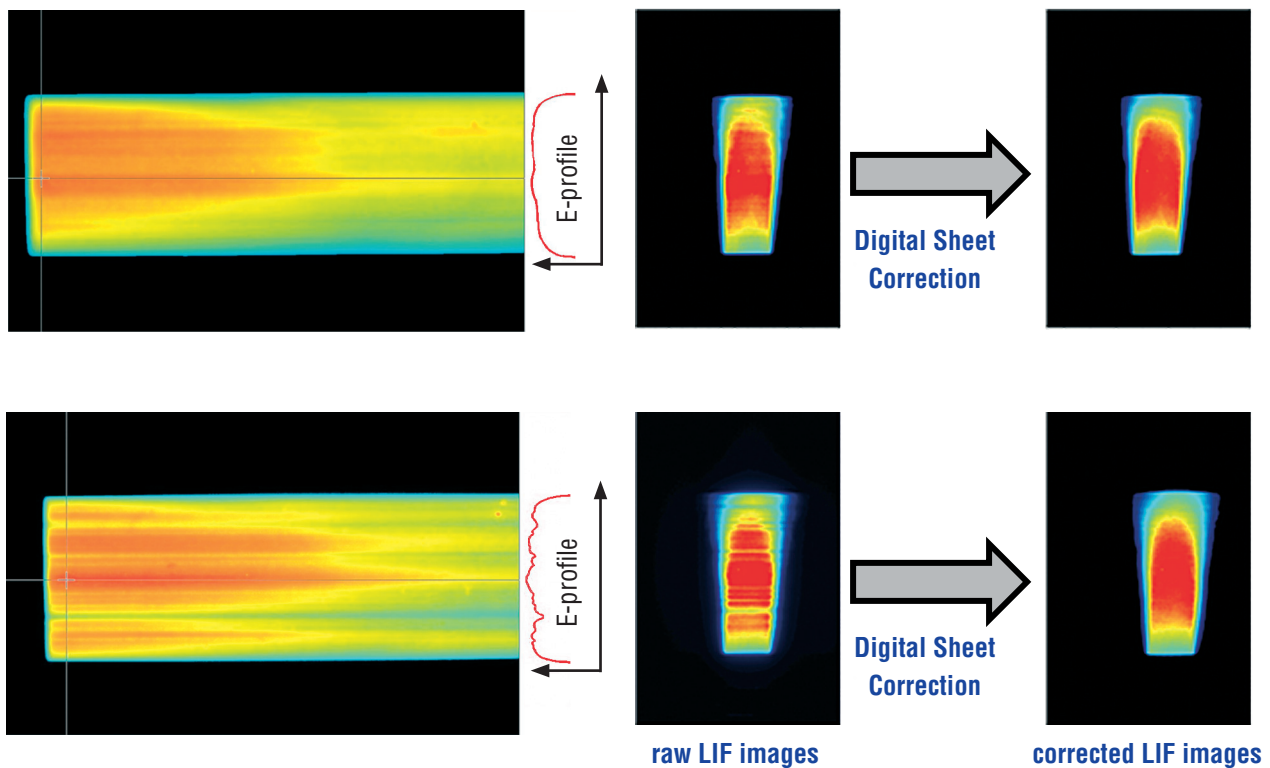 E-profile
Digital Sheet
Correction
E-profile
Digital Sheet
Correction
raw LIF images
corrected LIF images